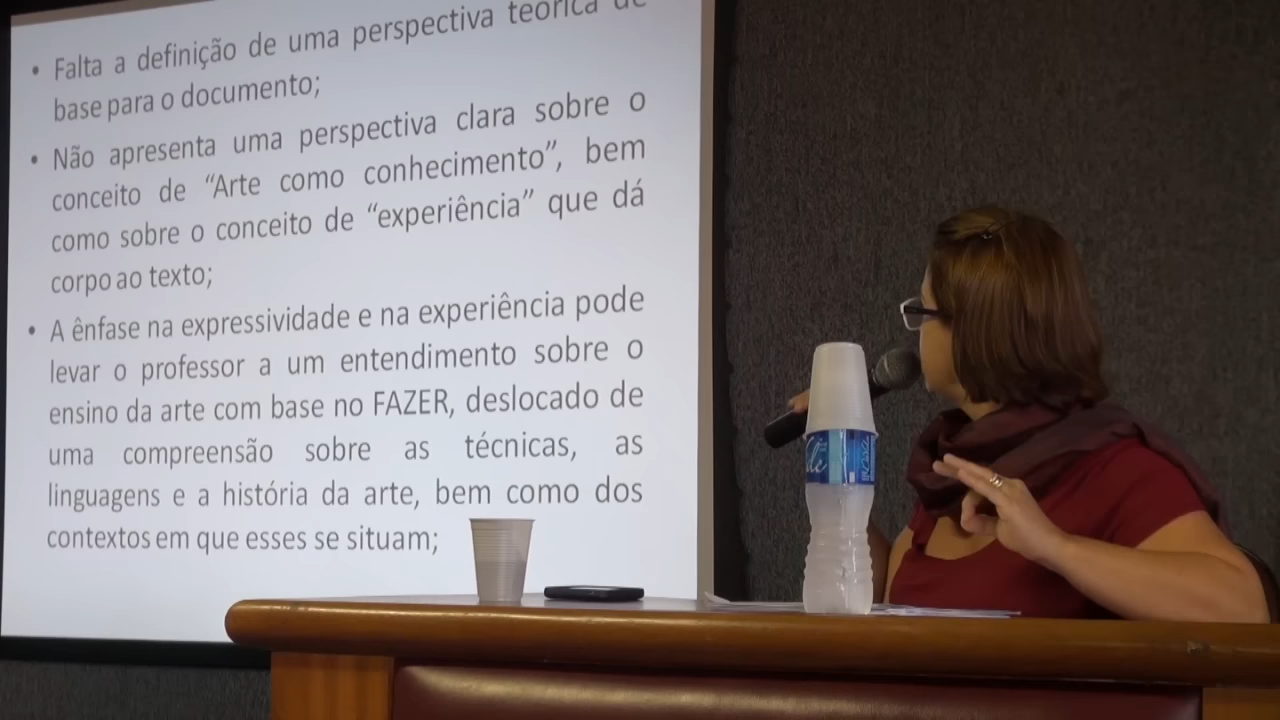 • Falta a definição de uma perspectiva teórica de
base para o documento;
• Não apresenta uma perspectiva clara sobre o
conceito de “Arte como conhecimento”, bem
como sobre o conceito de “experiência” que dá
corpo ao texto;
• A ênfase na expressividade e na experiência pode
levar o professor a um entendimento sobre o
ensino da arte com base no FAZER, deslocado de
uma compreensão sobre as técnicas, as
linguagens e a história da arte, bem como dos
contextos em que esses se situam;